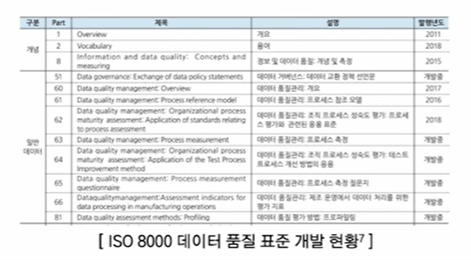 구분 Part 제목 설명 발행년도
개념 1 Overview 개요 2011
2 Vocabulary 용어 2018
8 Information and data quality: Concepts and measuring 정보 및 데이터 품질: 개념 및 측정 2015
일반 데이터 51 Data governance: Exchange of data policy statements 데이터 거버넌스: 데이터 교환 정책 선언문 개발중
60 Data quality management: Overview 데이터 품질관리: 개요 2017
61 Data quality management: Process reference model 데이터 품질관리: 프로세스 참조 모델 2016
62 Data quality management: Organizational process maturity assessment: Application of standards relating to process assessment 데이터 품질관리: 조직 프로세스 성숙도 평가: 프로세스 평가와 관련된 응용 표준 2018
63 Data quality management: Process measurement 데이터 품질관리: 프로세스 측정 개발중
64 Data quality management: Organizational process maturity assessment: Application of the Test Process Improvement method 데이터 품질관리: 조직 프로세스 성숙도 평가: 테스트 프로세스 개선 방법의 응용 개발중
65 Data quality management: Process measurement questionnaire 데이터 품질관리: 프로세스 측정 질문지 개발중
66 Dataqualitymanagement:Assessment indicators for data processing in manufacturing operations 데이터 품질관리: 제조 운영에서 데이터 처리를 위한 평가 지표 개발중
81 Data quality assessment methods: Profiling 데이터 품질 평가 방법: 프로파일링 개발중
[ ISO 8000 데이터 품질 표준 개발 현황7 ]